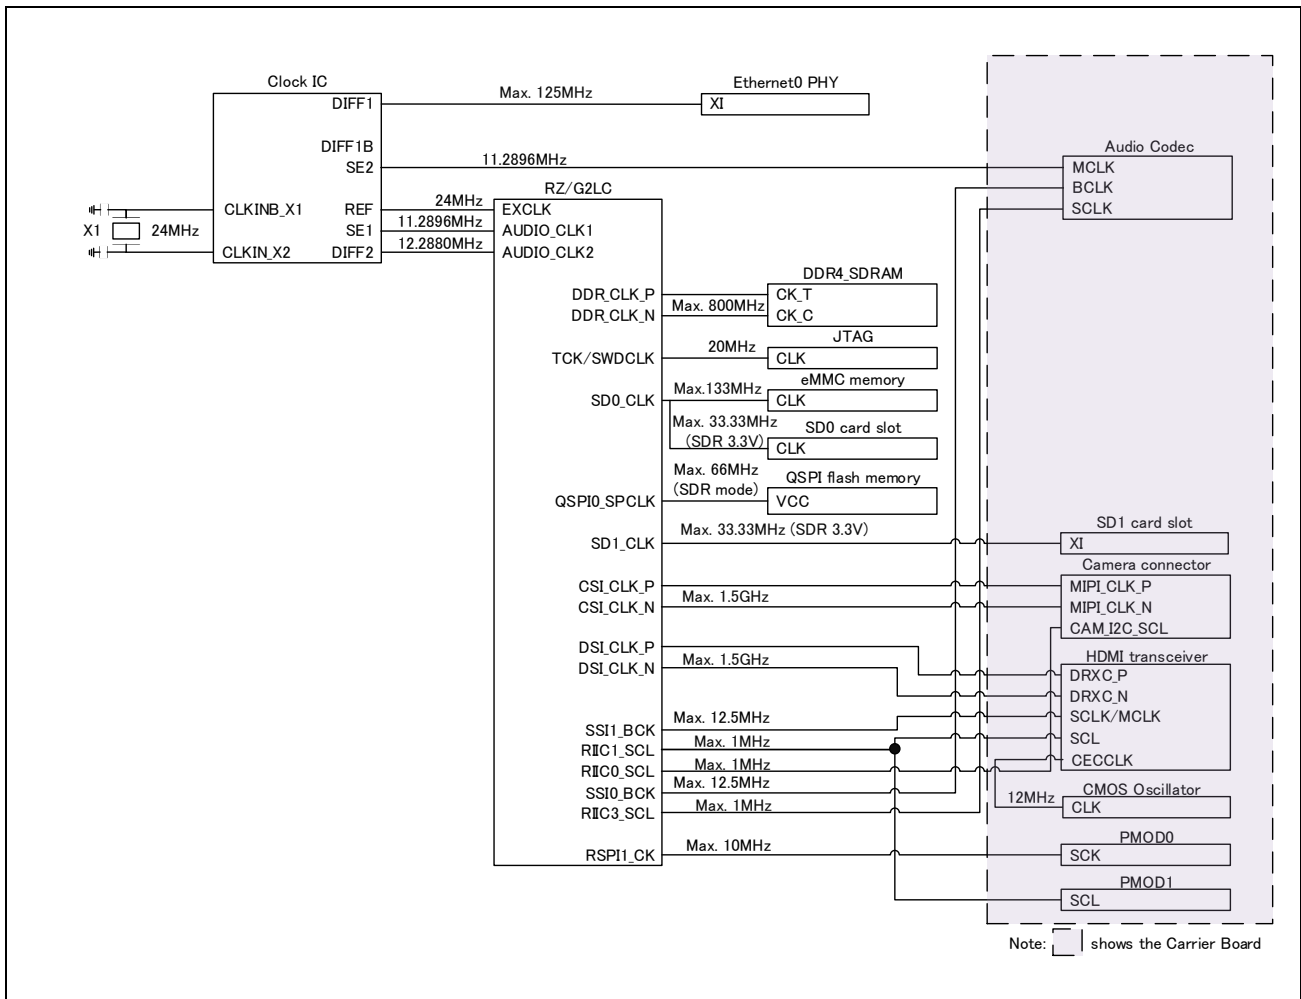 Clock IC
DIFF1
DIFF1B
SE2
CLKINB_X1
REF
SE1
CLKIN_X2
DIFF2
X1
24MHz
Max. 125MHz
Ethernet0 PHY
XI
11.2896MHz
24MHz
11.2896MHz
12.2880MHz
RZ/G2LC
EXCLK
AUDIO_CLK1
AUDIO_CLK2
DDR_CLK_P
DDR_CLK_N
TCK/SWDCLK
SD0_CLK
QSPI0_SPCLK
SD1_CLK
CSI_CLK_P
CSI_CLK_N
DSI_CLK_P
DSI_CLK_N
SSI1_BCK
RIIC1_SCL
RIIC0_SCL
SSI0_BCK
RIIC3_SCL
RSPI1_CK
DDR4_SDRAM
Max. 800MHz
CK_T
CK_C
JTAG
20MHz
CLK
eMMC memory
Max.133MHz
CLK
Max. 33.33MHz
(SDR 3.3V)
SD0 card slot
CLK
Max. 66MHz
(SDR mode)
QSPI flash memory
VCC
Max. 33.33MHz (SDR 3.3V)
Max. 1.5GHz
Max. 1.5GHz
Max. 12.5MHz
Max. 1MHz
Max. 1MHz
Max. 12.5MHz
Max. 1MHz
Max. 10MHz
Audio Codec
MCLK
BCLK
SCLK
SD1 card slot
XI
Camera connector
MIPI_CLK_P
MIPI_CLK_N
CAM_I2C_SCL
HDMI transceiver
DRXC_P
DRXC_N
SCLK/MCLK
SCL
CECCLK
12MHz
CMOS Oscillator
CLK
PMOD0
SCK
PMOD1
SCL
Note: shows the Carrier Board